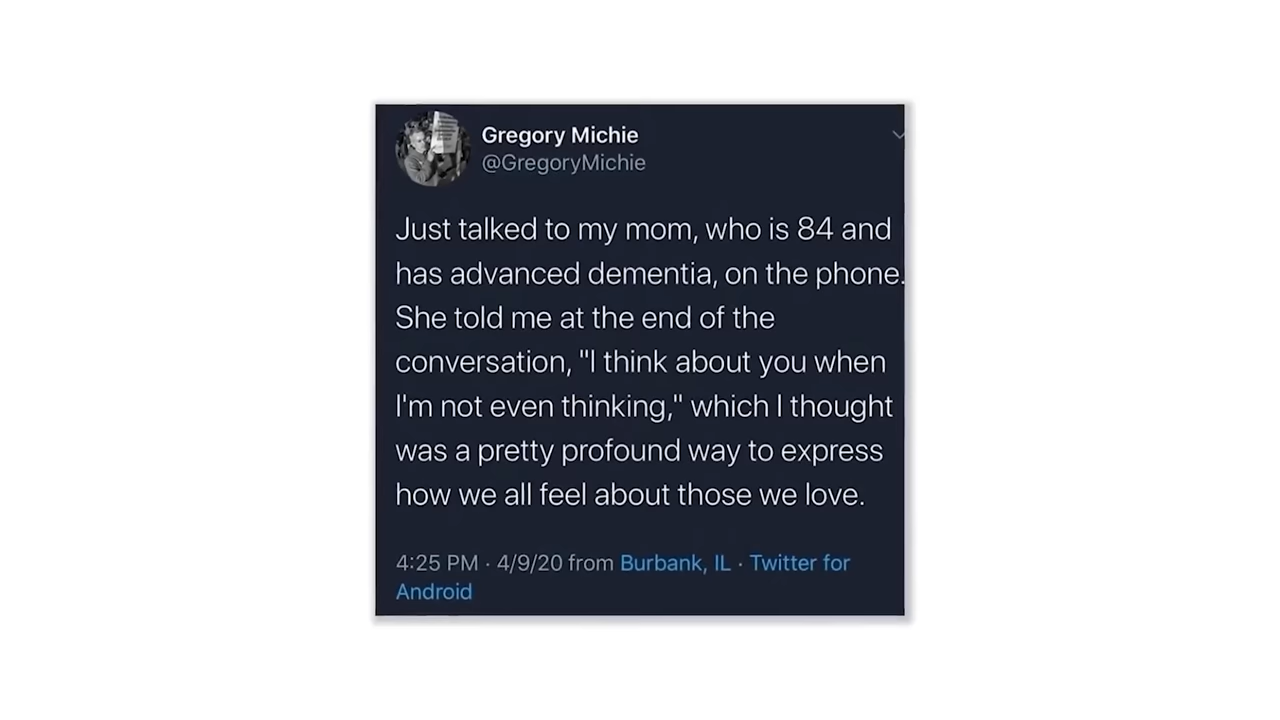 Gregory Michie
@GregoryMichie
Just talked to my mom, who is 84 and
has advanced dementia, on the phone.
She told me at the end of the
conversation, "I think about you when
I'm not even thinking," which I thought
was a pretty profound way to express
how we all feel about those we love.
4:25 PM · 4/9/20 from Burbank, IL · Twitter for
Android